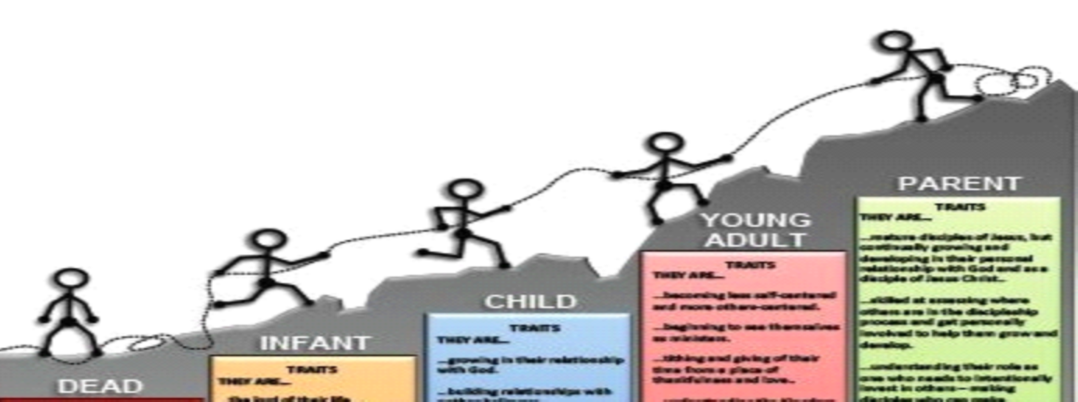 DEAD
INFANT
TRAITS
THEY ARE...
CHILD
TRAITS
THEY ARE...
...growing in their relationship
with God.
...building relationships with
YOUNG
ADULT
TRAITS
THEY ARE...
...becoming less self-centered
and more others-centered.
...beginning to see themselves
as ministers.
...tithing and giving of their
time from a place of
thankfulness and love..
PARENT
TRAITS
THEY ARE...
...mature disciples of Jesus, but
continually growing and
developing in their personal
relationship with God and as a
disciple of Jesus Christ..
...skilled at assessing where
others are in the discipleship
process and get personally
involved to help them grow and
develop.
...understanding their role as
one who needs to intentionally
invest in others — making
disciples who can make